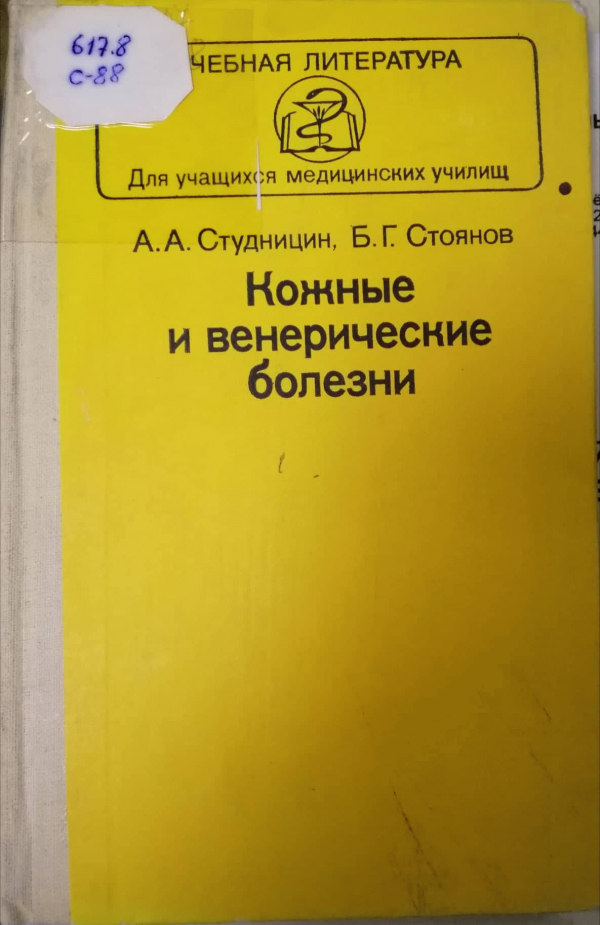 617.8
С-88
ЧЕБНАЯ ЛИТЕРАТУРА
Для учащихся медицинских училищ
А.А. Студницин, Б.Г. Стоянов
Кожные
и венерические
болезни